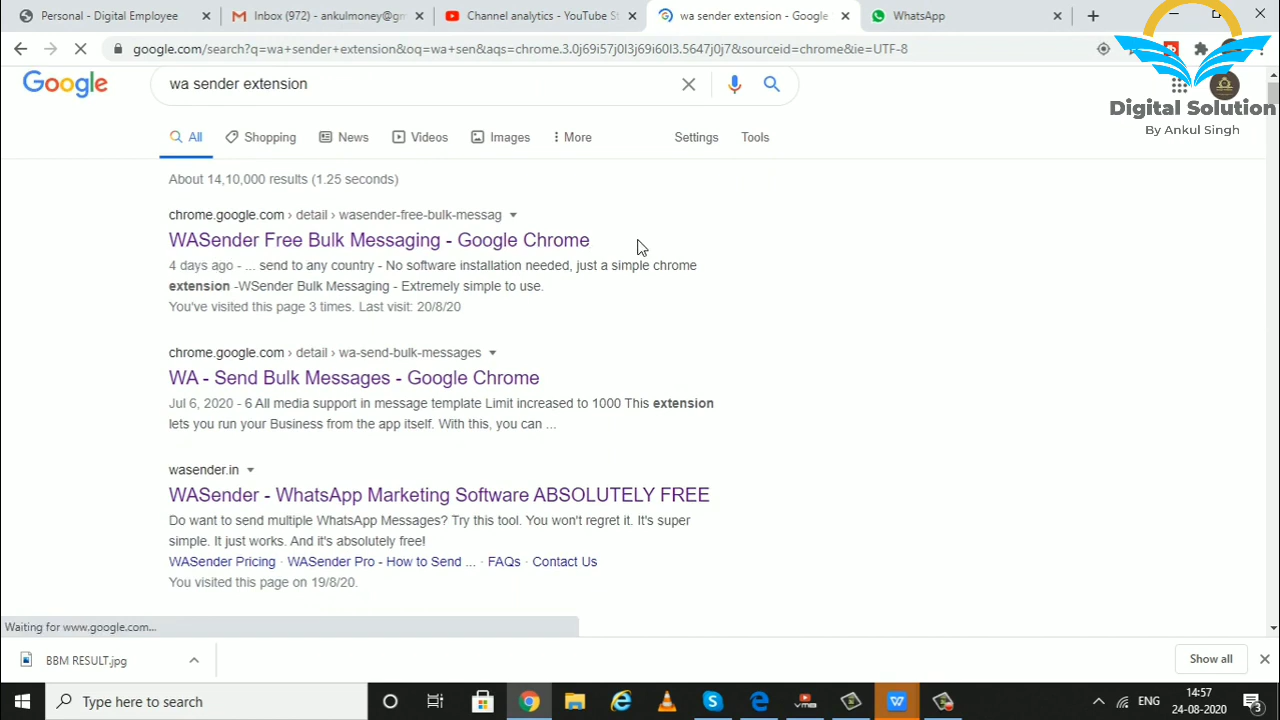 Personal - Digital Employee
Inbox (972) - ankulmoney@gm
Channel analytics - YouTube St
wa sender extension - Google
WhatsApp
google.com/search?q=wa+sender+extension&oq=wa+sen&aqs=chrome.3.0j69i57j0l3j69i60l3.5647j0j7&sourceid=chrome&ie=UTF-8
Google
wa sender extension
Digital Solution
By Ankul Singh
All
Shopping
News
Videos
Images
More
Settings
Tools
About 14,10,000 results (1.25 seconds)
chrome.google.com › detail › wasender-free-bulk-messag
WASender Free Bulk Messaging - Google Chrome
4 days ago - ... send to any country - No software installation needed, just a simple chrome
extension -WSender Bulk Messaging - Extremely simple to use.
You've visited this page 3 times. Last visit: 20/8/20
chrome.google.com › detail › wa-send-bulk-messages
WA - Send Bulk Messages - Google Chrome
Jul 6, 2020 - 6 All media support in message template Limit increased to 1000 This extension
lets you run your Business from the app itself. With this, you can ...
wasender.in
WASender - WhatsApp Marketing Software ABSOLUTELY FREE
Do want to send multiple WhatsApp Messages? Try this tool. You won't regret it. It's super
simple. It just works. And it's absolutely free!
WASender Pricing · WASender Pro - How to Send ... · FAQs · Contact Us
You visited this page on 19/8/20.
Waiting for www.google.com...
BBM RESULT.jpg
Show all
Type here to search
ENG
14:57
24-08-2020
3